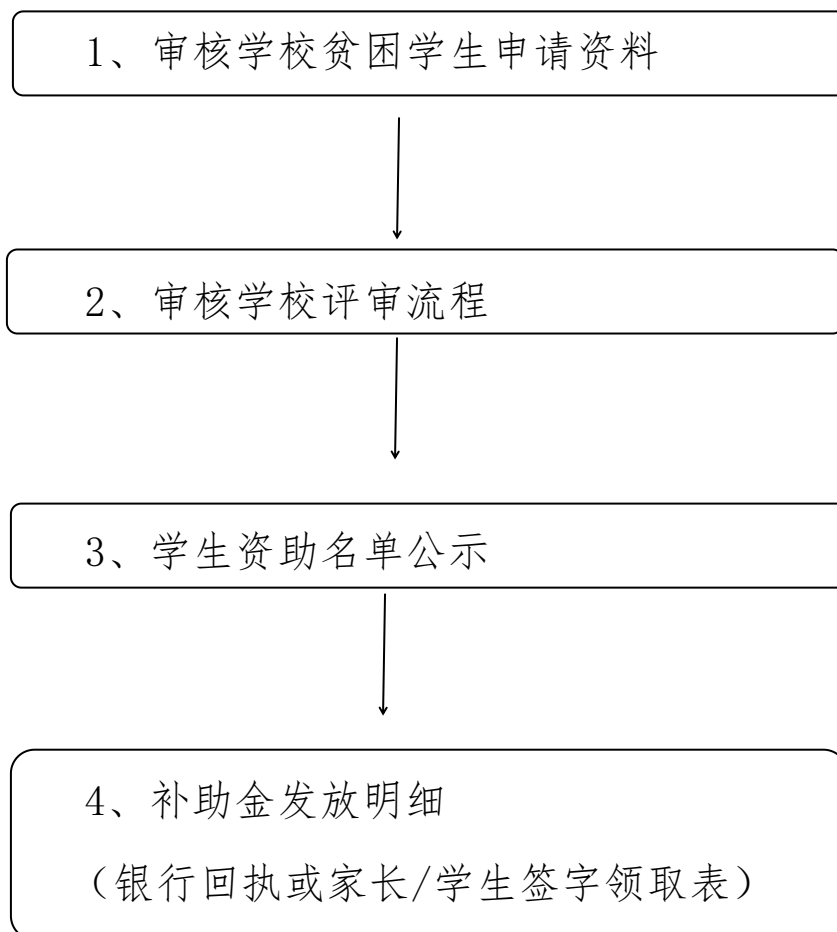 1、审核学校贫困学生申请资料
2、审核学校评审流程
3、学生资助名单公示
4、补助金发放明细
（银行回执或家长/学生签字领取表）